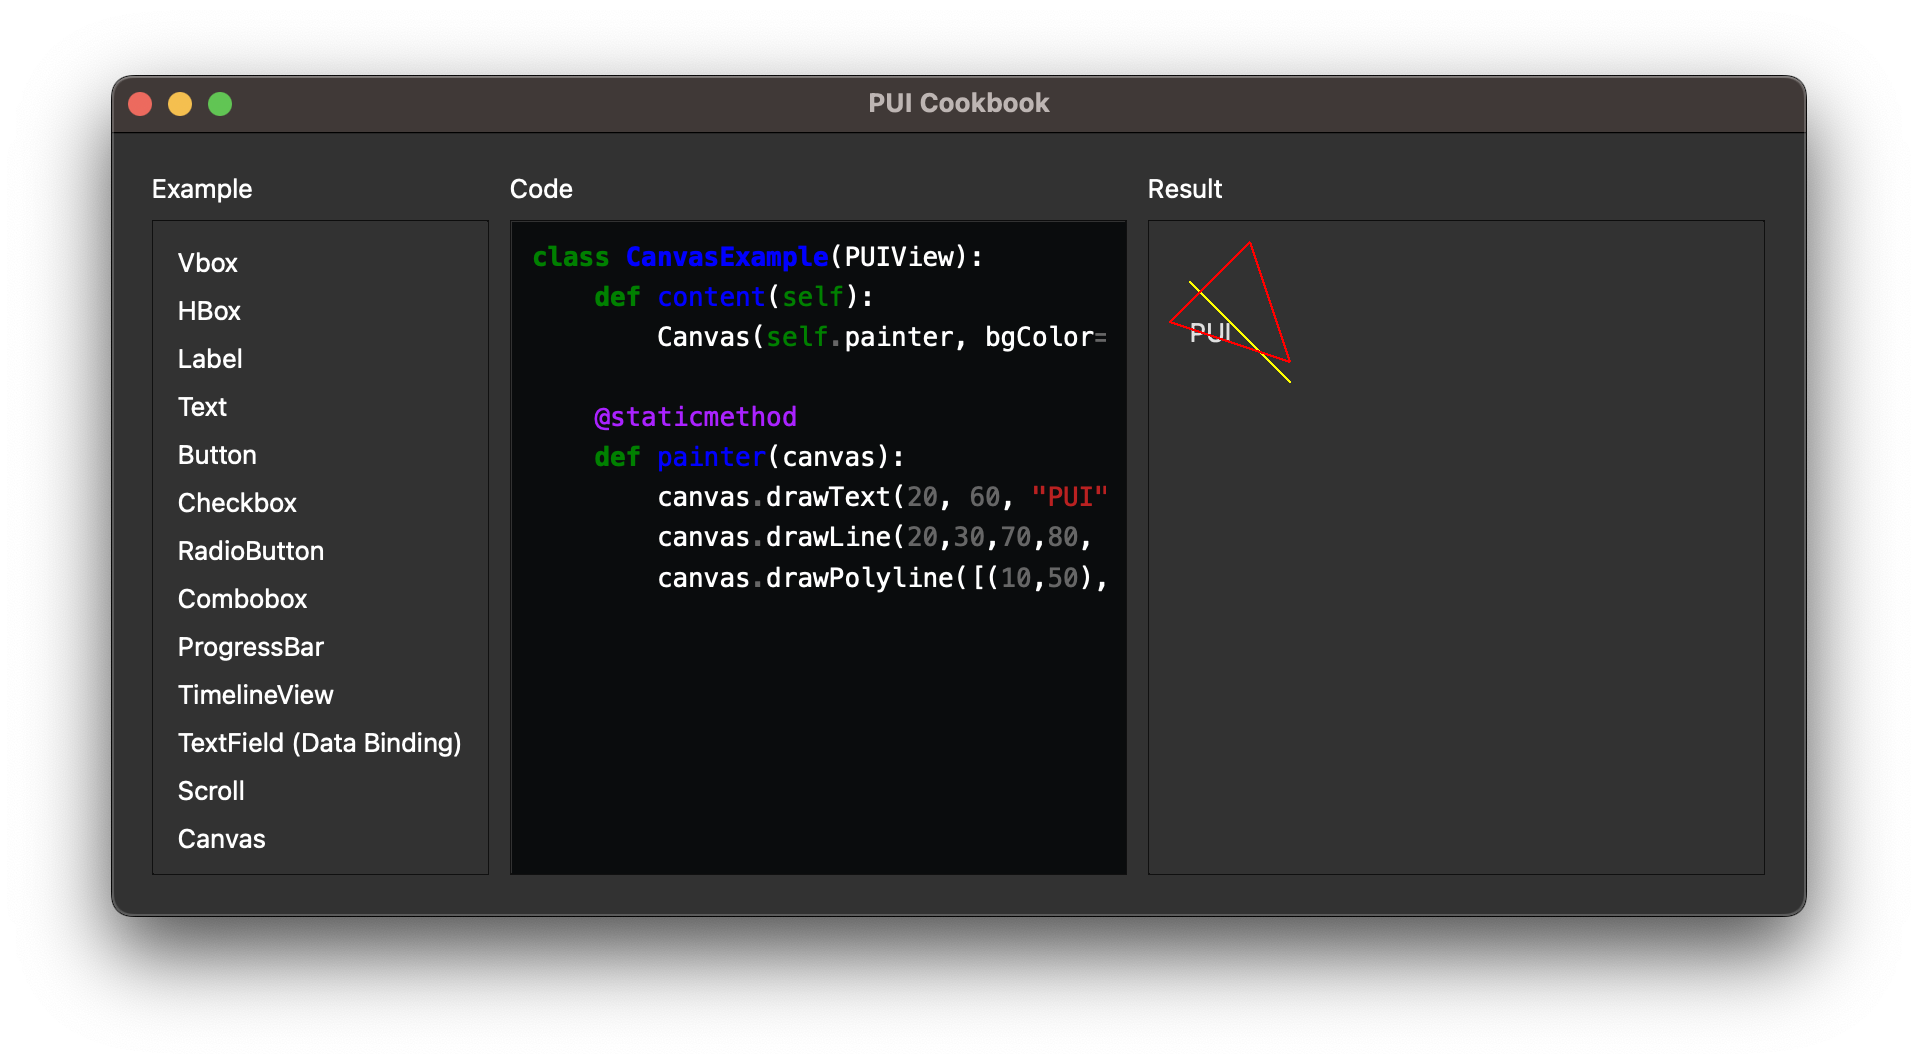 PUI Cookbook
Example
Vbox
HBox
Label
Text
Button
Checkbox
RadioButton
Combobox
ProgressBar
TimelineView
TextField (Data Binding)
Scroll
Canvas
Code
class CanvasExample(PUIView):
    def content(self):
        Canvas(self.painter, bgColor=

    @staticmethod
    def painter(canvas):
        canvas.drawText(20, 60, "PUI"
        canvas.drawLine(20,30,70,80,
        canvas.drawPolyline([(10,50),
Result
PUI